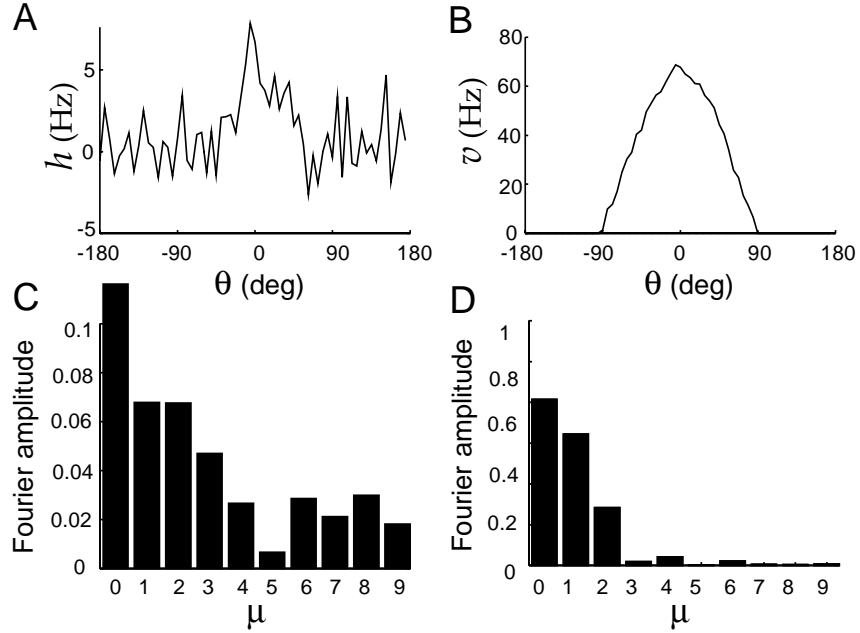 A
h (Hz)
5
0
-5
-180 -90 0 90 180
θ (deg)
B
v (Hz)
80
60
40
20
0
-180 -90 0 90 180
θ (deg)
C
Fourier amplitude
0.1
0.08
0.06
0.04
0.02
0
0 1 2 3 4 5 6 7 8 9
μ
D
Fourier amplitude
1
0.8
0.6
0.4
0.2
0
0 1 2 3 4 5 6 7 8 9
μ